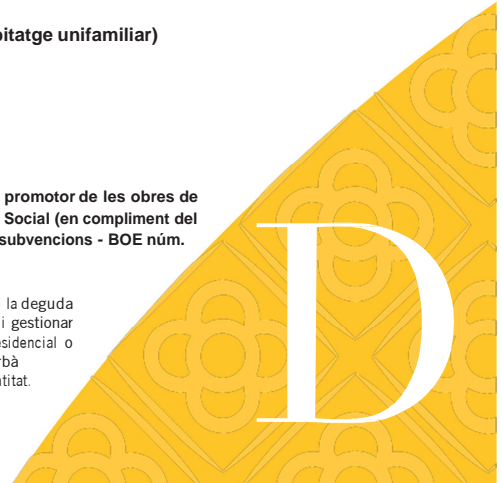 pitatge unifamiliar)
promotor de les obres de
Social (en compliment del
subvencions - BOE núm.
la deguda
i gestionar
esidencial o
rbà
ntitat.
D